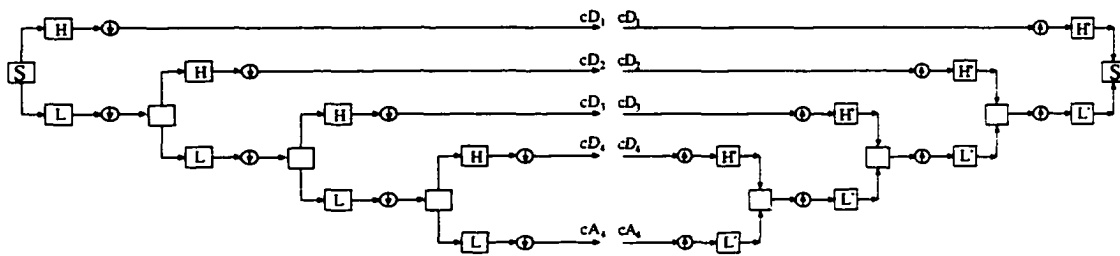 H cD₁ cD₁ H'
S H cD₂ cD₂ H' S
L H cD₃ cD₃ H' L'
L H cD₄ cD₄ H' L'
L L'
L cA₄ cA₄ L'